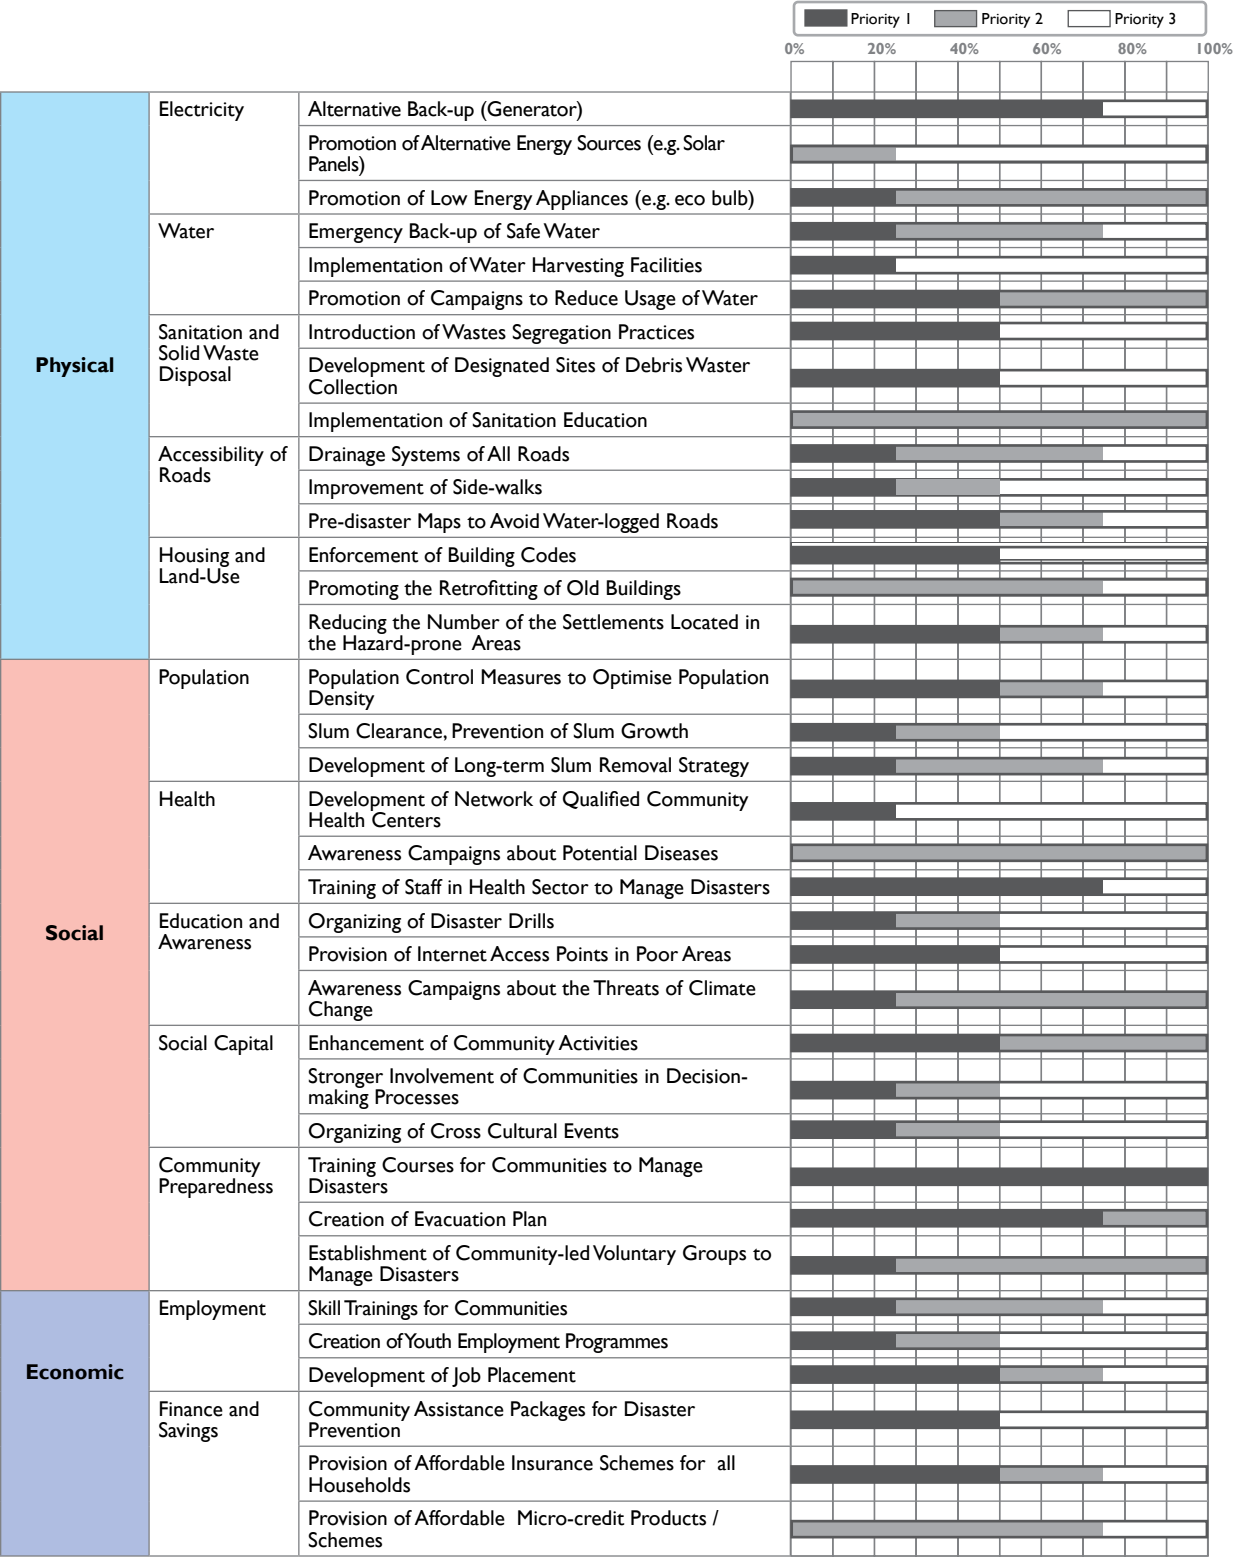 Priority 1 Priority 2 Priority 3
0% 20% 40% 60% 80% 100%
Physical
Electricity
Alternative Back-up (Generator)
Promotion of Alternative Energy Sources (e.g. Solar
Panels)
Promotion of Low Energy Appliances (e.g. eco bulb)
Water
Emergency Back-up of Safe Water
Implementation of Water Harvesting Facilities
Promotion of Campaigns to Reduce Usage of Water
Sanitation and
Solid Waste
Disposal
Introduction of Wastes Segregation Practices
Development of Designated Sites of Debris Waster
Collection
Implementation of Sanitation Education
Accessibility of
Roads
Drainage Systems of All Roads
Improvement of Side-walks
Pre-disaster Maps to Avoid Water-logged Roads
Housing and
Land-Use
Enforcement of Building Codes
Promoting the Retrofitting of Old Buildings
Reducing the Number of the Settlements Located in
the Hazard-prone Areas
Social
Population
Population Control Measures to Optimise Population
Density
Slum Clearance, Prevention of Slum Growth
Development of Long-term Slum Removal Strategy
Health
Development of Network of Qualified Community
Health Centers
Awareness Campaigns about Potential Diseases
Training of Staff in Health Sector to Manage Disasters
Education and
Awareness
Organizing of Disaster Drills
Provision of Internet Access Points in Poor Areas
Awareness Campaigns about the Threats of Climate
Change
Social Capital
Enhancement of Community Activities
Stronger Involvement of Communities in Decision-
making Processes
Organizing of Cross Cultural Events
Community
Preparedness
Training Courses for Communities to Manage
Disasters
Creation of Evacuation Plan
Establishment of Community-led Voluntary Groups to
Manage Disasters
Economic
Employment
Skill Trainings for Communities
Creation of Youth Employment Programmes
Development of Job Placement
Finance and
Savings
Community Assistance Packages for Disaster
Prevention
Provision of Affordable Insurance Schemes for all
Households
Provision of Affordable Micro-credit Products /
Schemes